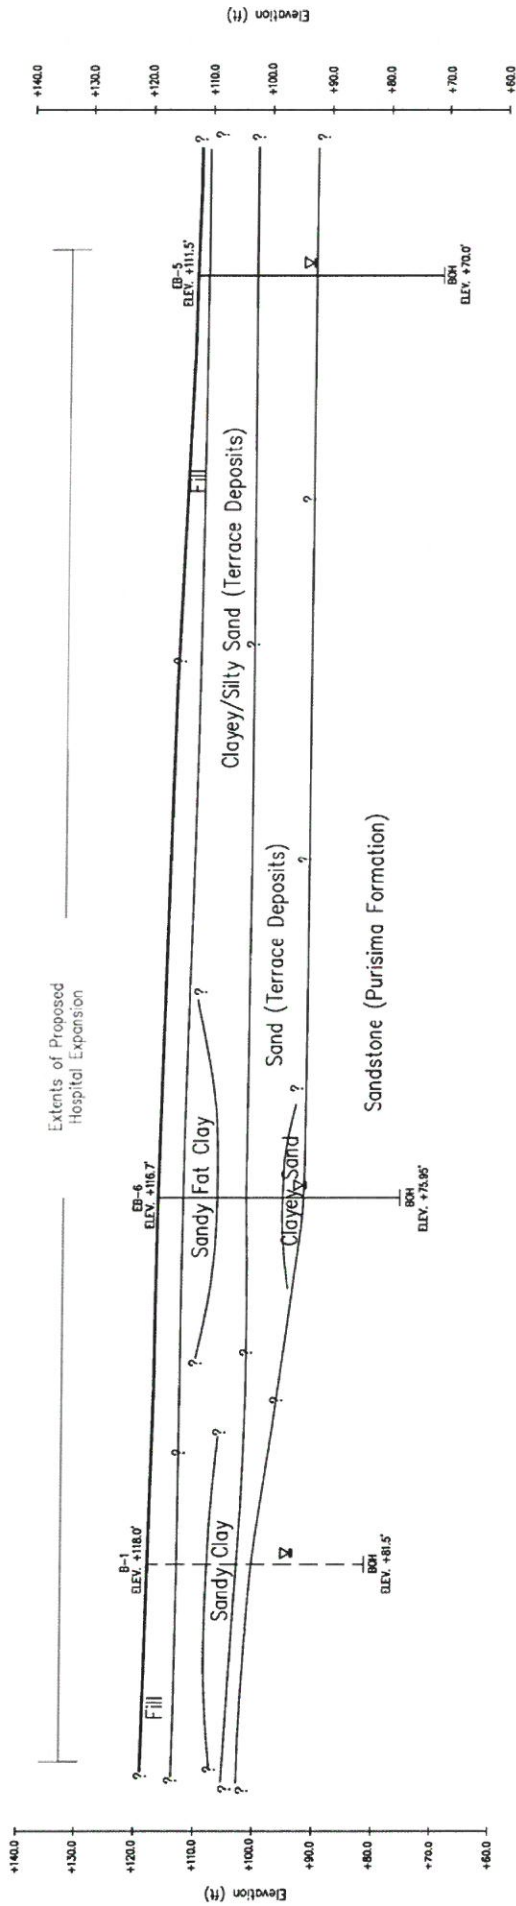 Elevation (ft)
+140.0
+130.0
+120.0
+110.0
+100.0
+90.0
+80.0
+70.0
+60.0
Extents of Proposed
Hospital Expansion
EB-5
ELEV. +111.5'
?
?
?
?
BOH
ELEV. +70.0'
Fill
?
Clayey/Silty Sand (Terrace Deposits)
?
?
?
Sand (Terrace Deposits)
Sandstone (Purisima Formation)
?
EB-6
ELEV. +116.7'
Sandy Fat Clay
?
Clayey Sand
?
BOH
ELEV. +75.95'
?
?
?
?
B-1
ELEV. +118.0'
Sandy Clay
BOH
ELEV. +81.5'
Fill
?
?
?
?
?
+140.0
+130.0
+120.0
+110.0
+100.0
+90.0
+80.0
+70.0
+60.0
Elevation (ft)